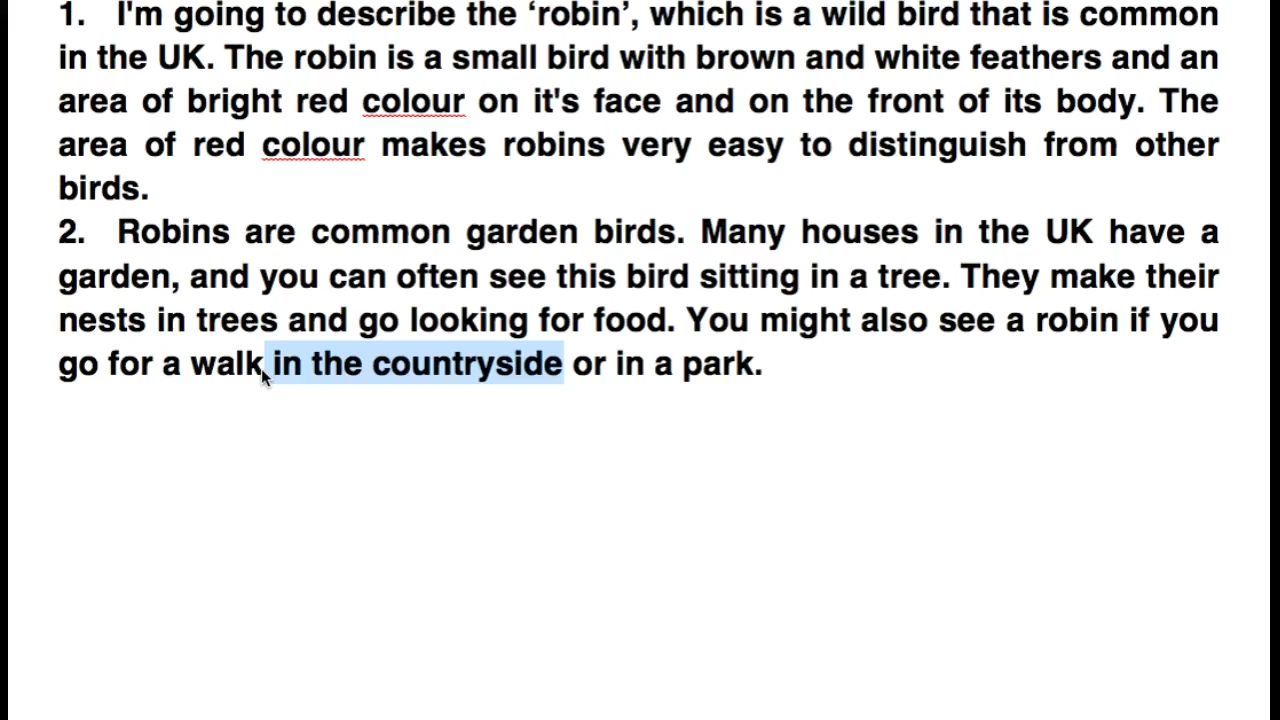 1. I'm going to describe the ‘robin’, which is a wild bird that is common
in the UK. The robin is a small bird with brown and white feathers and an
area of bright red colour on it's face and on the front of its body. The
area of red colour makes robins very easy to distinguish from other
birds.
2. Robins are common garden birds. Many houses in the UK have a
garden, and you can often see this bird sitting in a tree. They make their
nests in trees and go looking for food. You might also see a robin if you
go for a walk in the countryside or in a park.